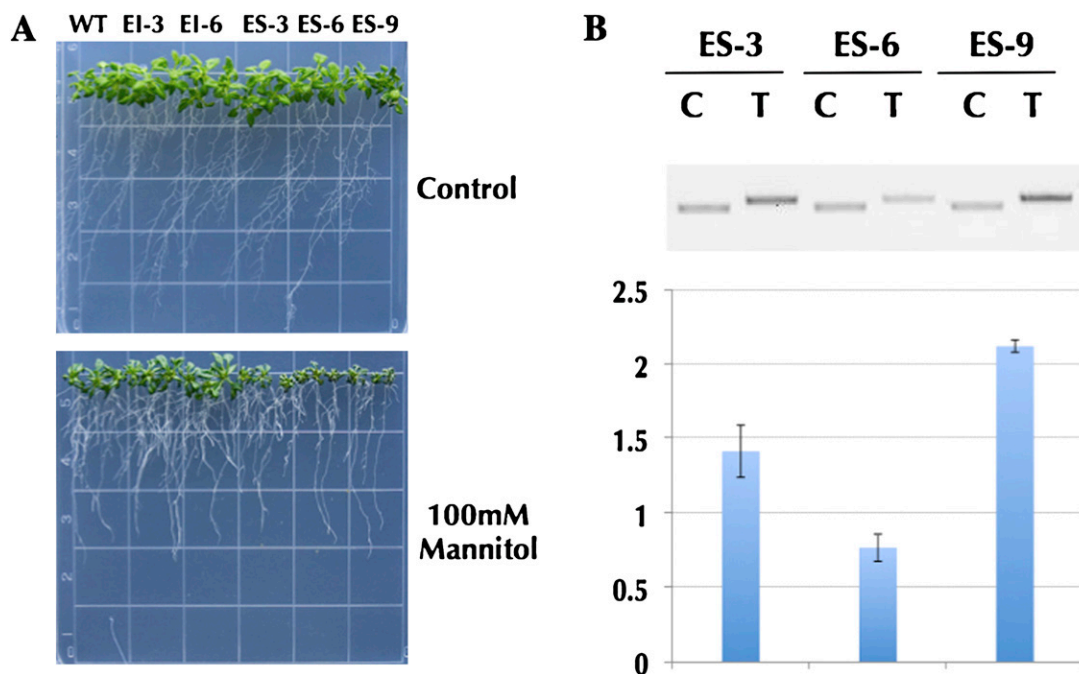 A
WT EI-3 EI-6 ES-3 ES-6 ES-9
Control
100mM
Mannitol
B
ES-3 ES-6 ES-9
C T C T C T
2.5
2
1.5
1
0.5
0